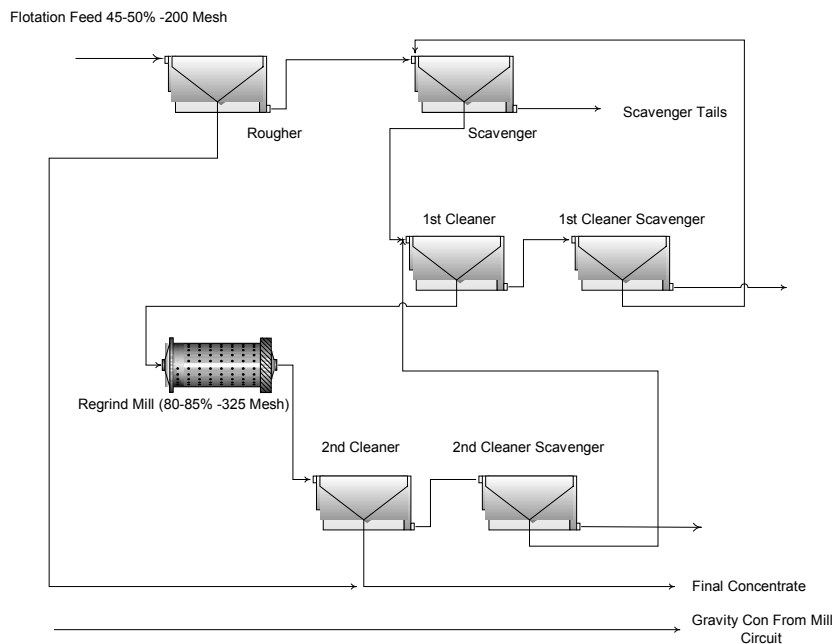 Flotation Feed 45-50% -200 Mesh
Rougher
Scavenger
Scavenger Tails
1st Cleaner
1st Cleaner Scavenger
Regrind Mill (80-85% -325 Mesh)
2nd Cleaner
2nd Cleaner Scavenger
Final Concentrate
Gravity Con From Mill
Circuit